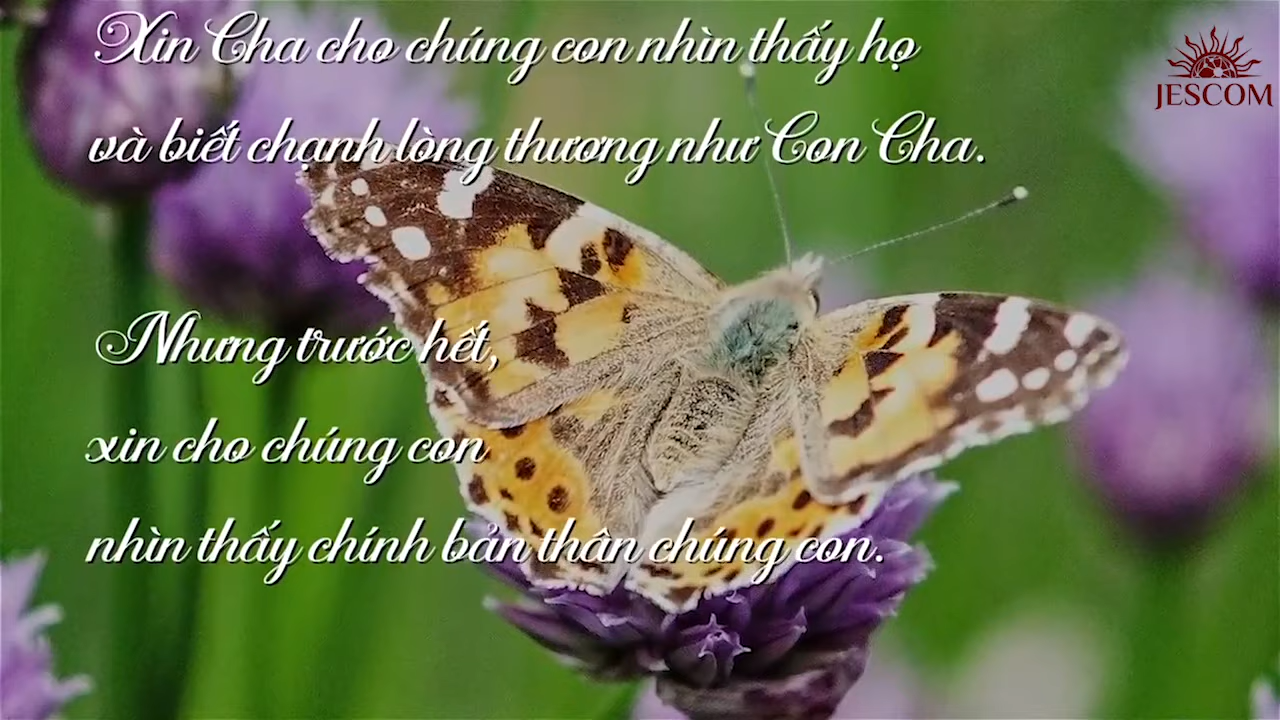 Xin Cha cho chúng con nhìn thấy họ
JESCOM
và biết chạnh lòng thương như Con Cha.
Nhưng trước hết,
xin cho chúng con
nhìn thấy chính bản thân chúng con.